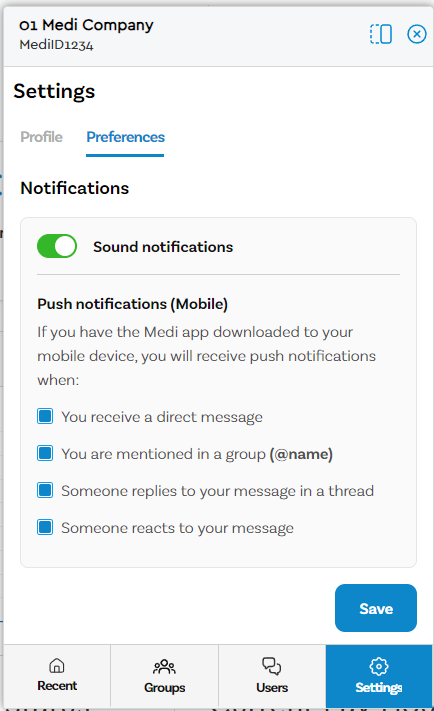 01 Medi Company
MediID1234
Settings
Profile
Preferences
Notifications
Sound notifications
Push notifications (Mobile)
If you have the Medi app downloaded to your
mobile device, you will receive push notifications
when:
You receive a direct message
You are mentioned in a group (@name)
Someone replies to your message in a thread
Someone reacts to your message
Save
Recent
Groups
Users
Settings